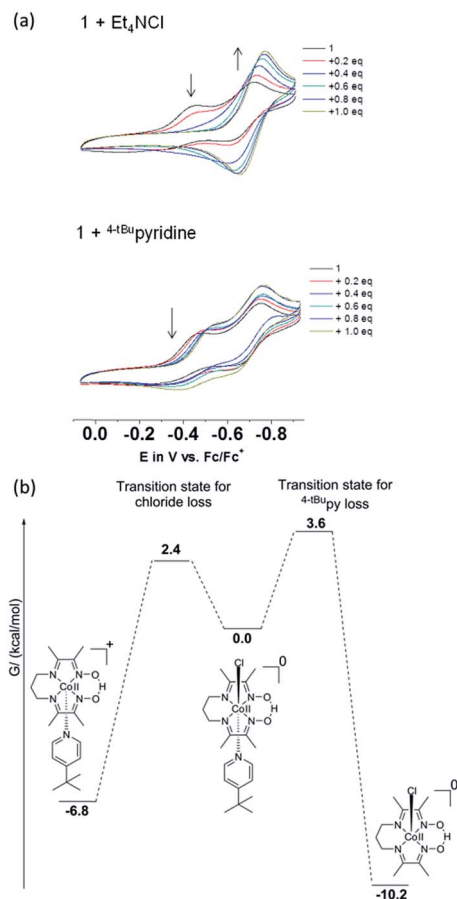 (a)
1 + Et₄NCl
1
+0.2 eq
+0.4 eq
+0.6 eq
+0.8 eq
+1.0 eq
1 + ⁴⁻ᵗᴮᵘpyridine
1
+ 0.2 eq
+ 0.4 eq
+ 0.6 eq
+ 0.8 eq
+ 1.0 eq
0.0 -0.2 -0.4 -0.6 -0.8
E in V vs. Fc/Fc⁺
(b)
Transition state for
chloride loss
Transition state for
⁴⁻ᵗᴮᵘpy loss
G/ (kcal/mol)
2.4
3.6
0.0
-6.8
-10.2
+
N N O
CoII H
N N O
N
0
Cl
N N O
CoII H
N N O
N
0
Cl
N N O
CoII H
N N O